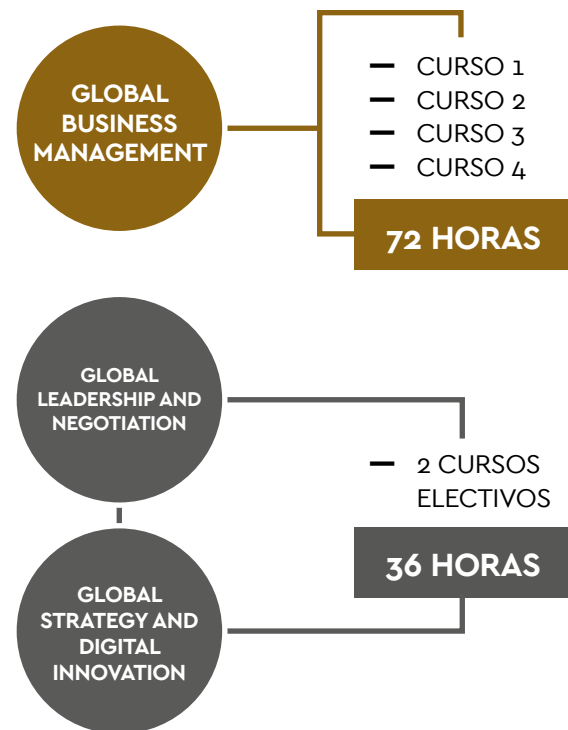 GLOBAL
BUSINESS
MANAGEMENT
— CURSO 1
— CURSO 2
— CURSO 3
— CURSO 4
72 HORAS
GLOBAL
LEADERSHIP AND
NEGOTIATION
— 2 CURSOS
ELECTIVOS
36 HORAS
GLOBAL
STRATEGY AND
DIGITAL
INNOVATION